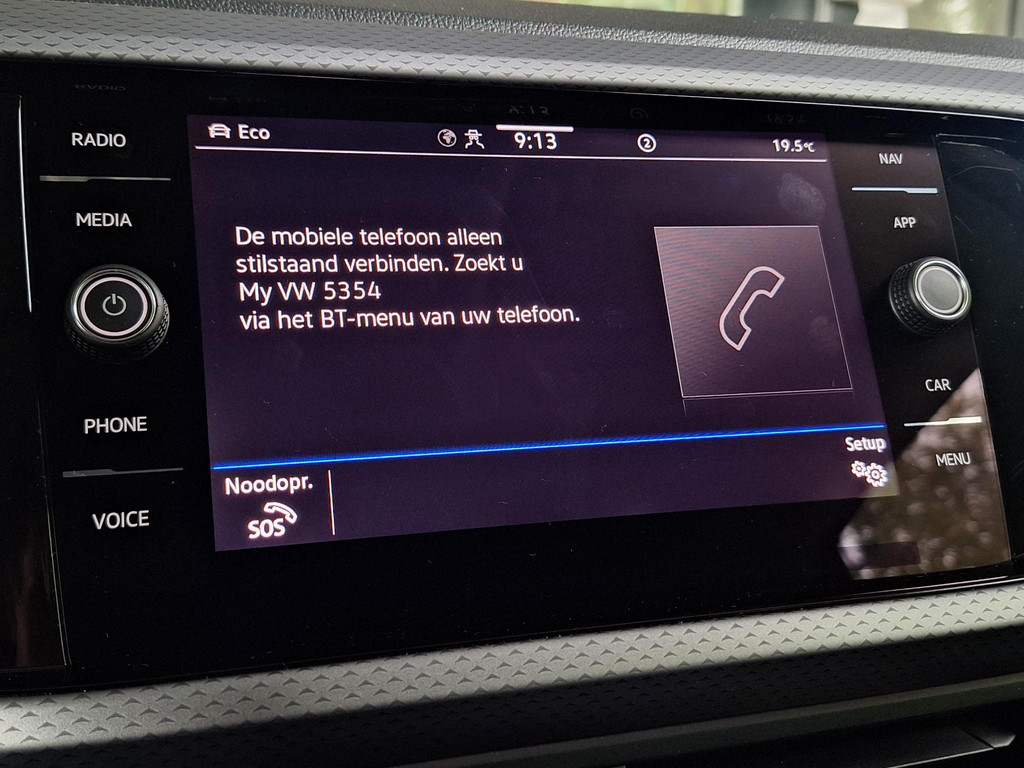 RADIO
MEDIA
PHONE
VOICE
Eco
9:13
2
19.5°C
De mobiele telefoon alleen
stilstaand verbinden. Zoekt u
My VW 5354
via het BT-menu van uw telefoon.
Noodopr.
SOS
Setup
NAV
APP
CAR
MENU